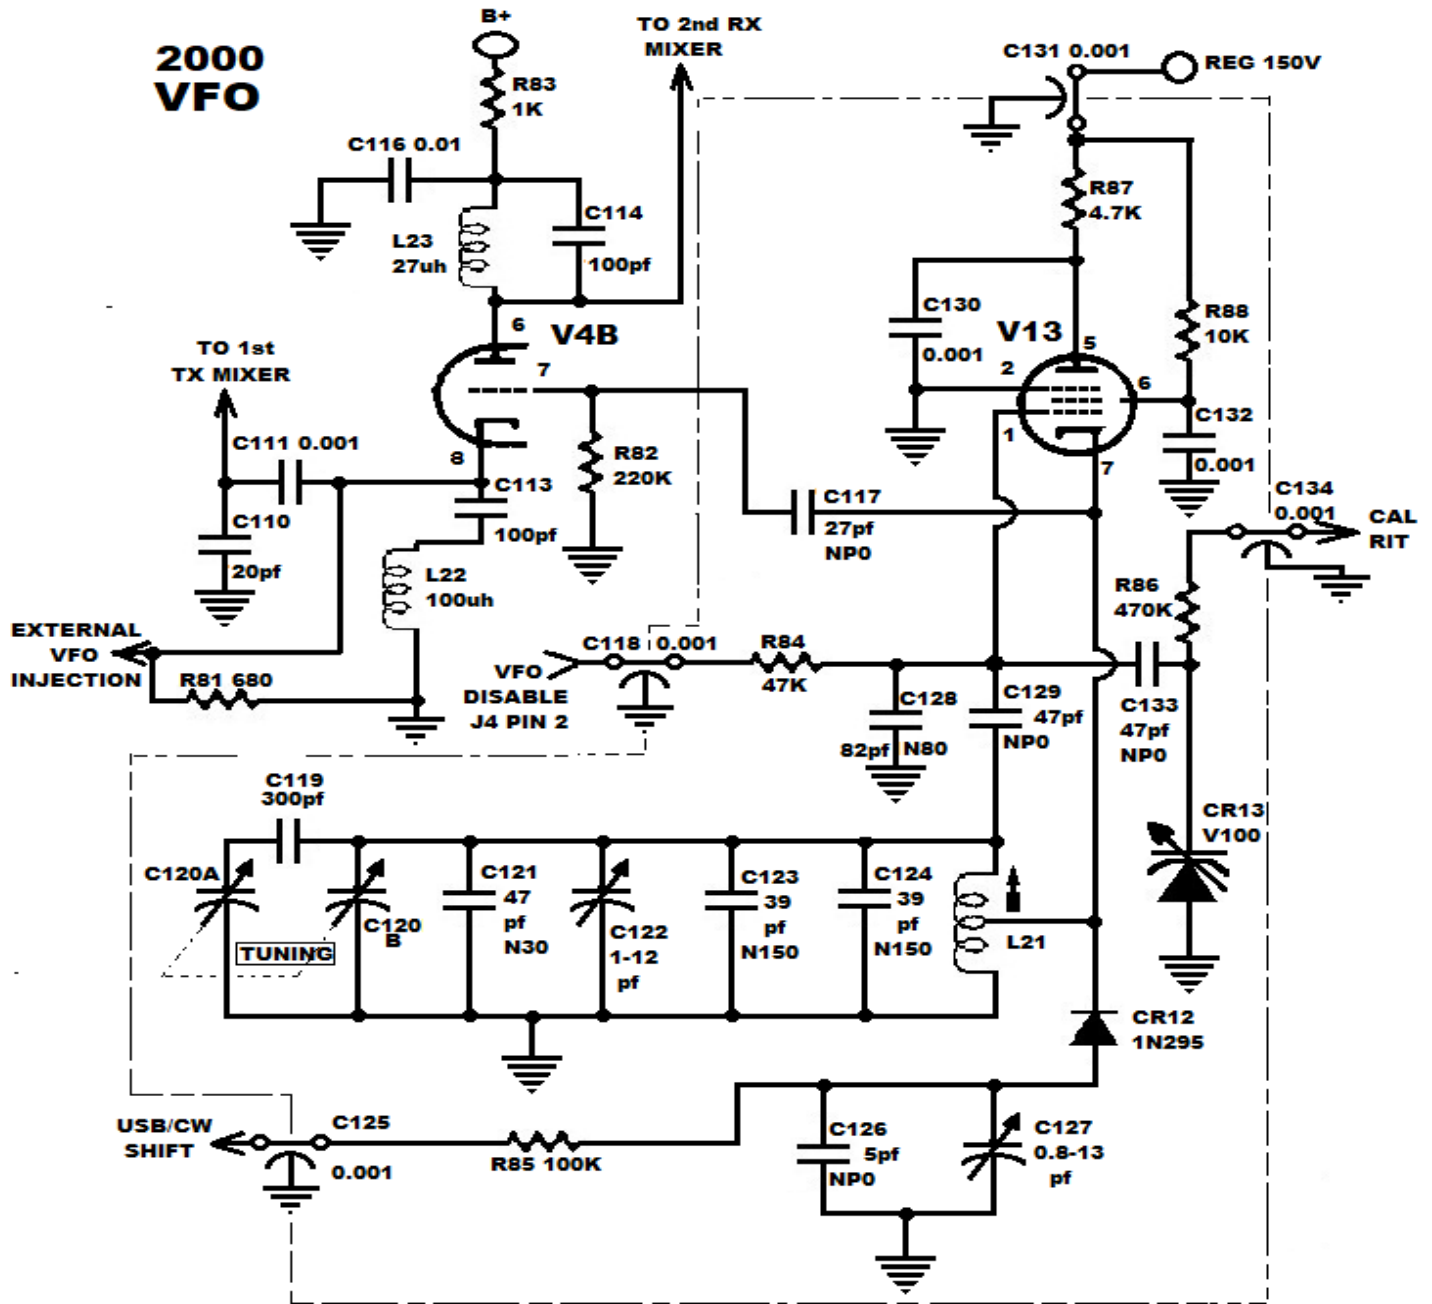 2000
VFO
B+
TO 2nd RX
MIXER
C131 0.001
REG 150V
R83
1K
C116 0.01
C114
100pf
L23
27uh
R87
4.7K
C130
0.001
V13
5
2
1
6
7
R88
10K
C132
0.001
V4B
6
7
8
TO 1st
TX MIXER
C111 0.001
C110
20pf
C113
100pf
R82
220K
C117
27pf
NP0
C134
0.001
CAL
RIT
L22
100uh
R86
470K
EXTERNAL
VFO
INJECTION
R81 680
C118 0.001
VFO
DISABLE
J4 PIN 2
R84
47K
C128
82pf N80
C129
47pf
NP0
C133
47pf
NP0
C119
300pf
C120A
C120
B
TUNING
C121
47
pf
N30
C122
1-12
pf
C123
39
pf
N150
C124
39
pf
N150
L21
CR13
V100
CR12
1N295
USB/CW
SHIFT
C125
0.001
R85 100K
C126
5pf
NP0
C127
0.8-13
pf